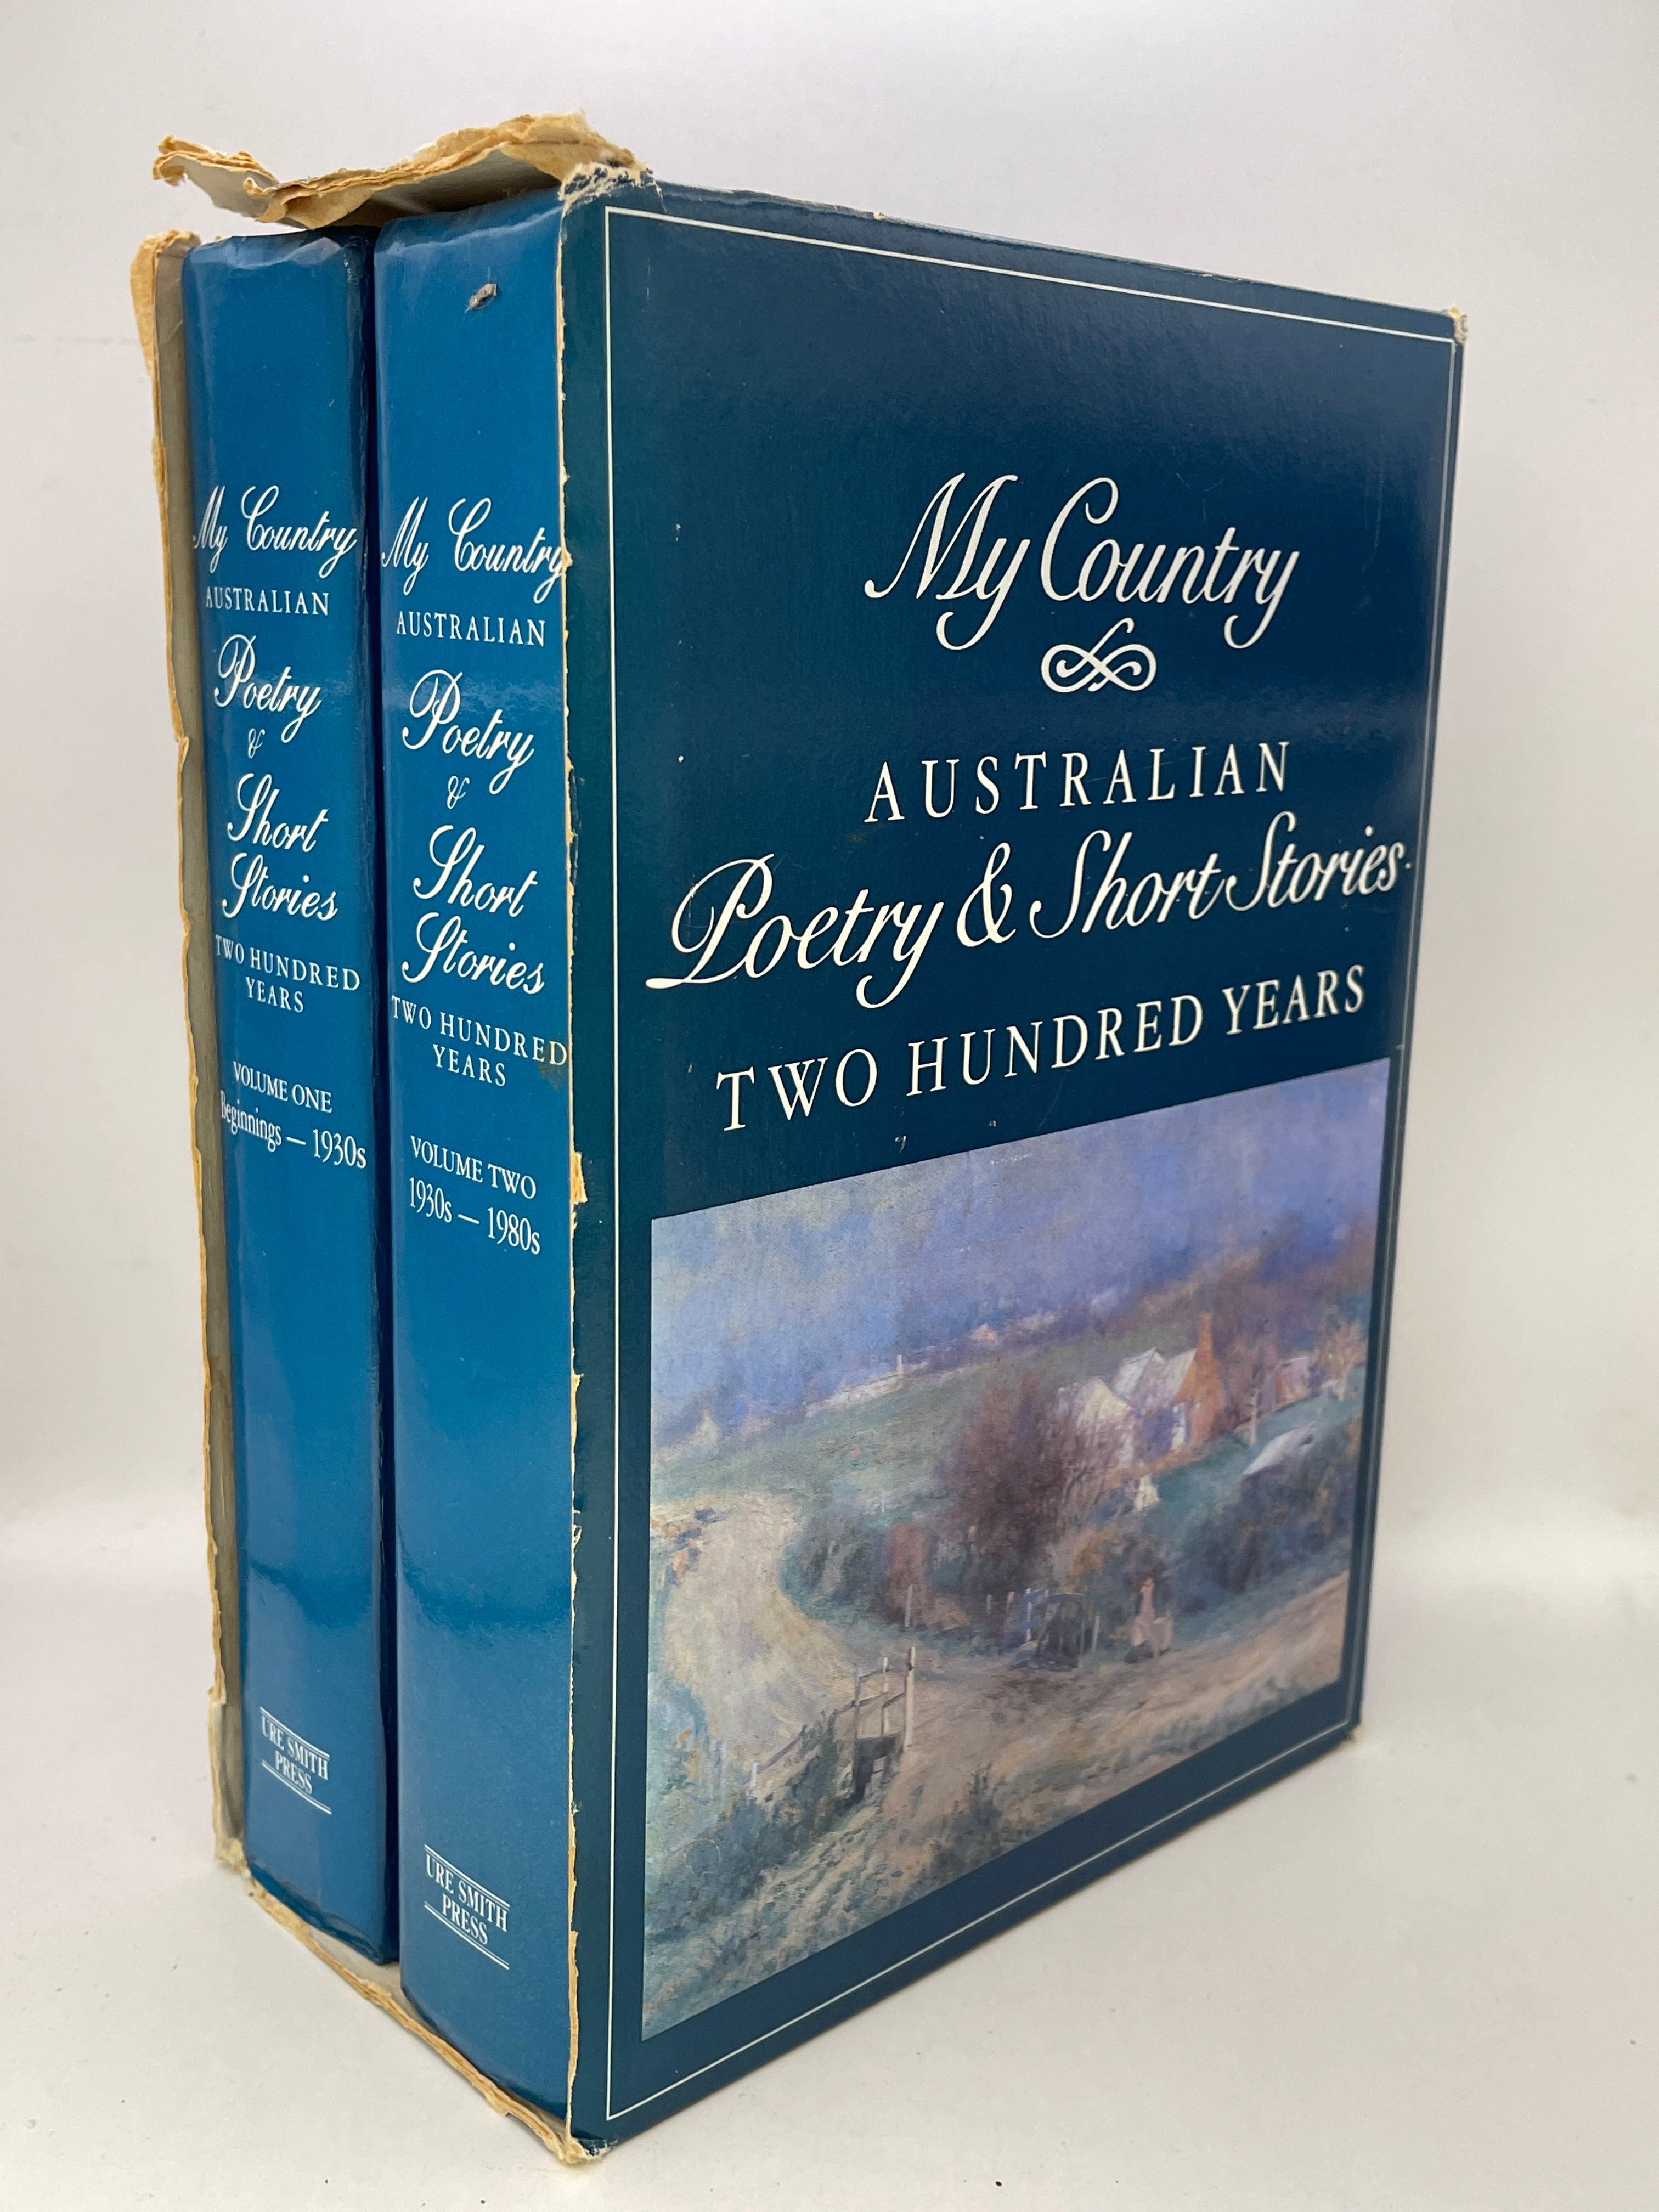 My Country
AUSTRALIAN
Poetry
&
Short
Stories
TWO HUNDRED
YEARS
VOLUME ONE
Beginnings — 1930s
URE SMITH
PRESS
My Country
AUSTRALIAN
Poetry
&
Short
Stories
TWO HUNDRED
YEARS
VOLUME TWO
1930s — 1980s
URE SMITH
PRESS
My Country
AUSTRALIAN
Poetry & Short Stories
TWO HUNDRED YEARS